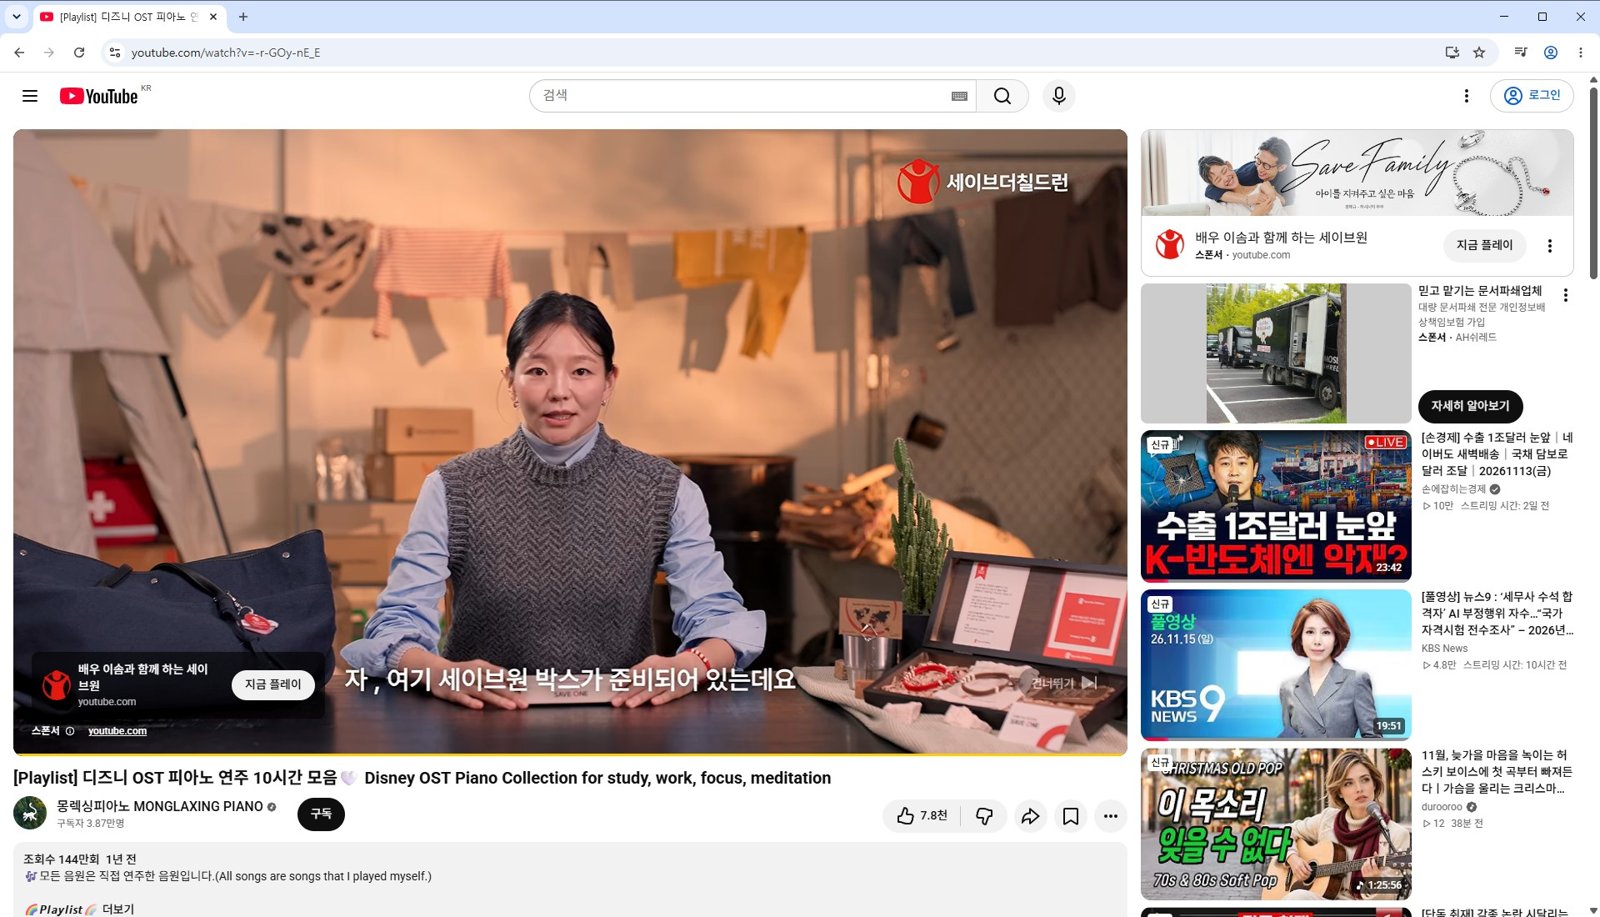 [Playlist] 디즈니 OST 피아노 연
youtube.com/watch?v=-r-GOy-nE_E
YouTube KR
검색
로그인
세이브더칠드런
자 , 여기 세이브원 박스가 준비되어 있는데요
SAVE ONE
건너뛰기
배우 이솜과 함께 하는 세이
브원
youtube.com
지금 플레이
스폰서
youtube.com
[Playlist] 디즈니 OST 피아노 연주 10시간 모음🤍 Disney OST Piano Collection for study, work, focus, meditation
몽렉싱피아노 MONGLAXING PIANO
구독자 3.87만명
구독
7.8천
조회수 144만회 1년 전
🎶모든 음원은 직접 연주한 음원입니다.(All songs are songs that I played myself.)
🌈Playlist🌈 더보기
Save Family
아이를 지켜주고 싶은 마음
배우 이솜과 함께 하는 세이브원
스폰서 · youtube.com
지금 플레이
믿고 맡기는 문서파쇄업체
대량 문서파쇄 전문 개인정보배
상책임보험 가입
스폰서 · AH쉬레드
자세히 알아보기
신규
LIVE
수출 1조달러 눈앞
K-반도체엔 악재?
23:42
[손경제] 수출 1조달러 눈앞 | 네
이버도 새벽배송 | 국채 담보로
달러 조달 | 20261113(금)
손에잡히는경제
10만 스트리밍 시간: 2일 전
신규
풀영상
26.11.15(일)
KBS
NEWS 9
19:51
[풀영상] 뉴스9 : ‘세무사 수석 합
격자’ AI 부정행위 자수…“국가
자격시험 전수조사” – 2026년...
KBS News
4.8만 스트리밍 시간: 10시간 전
신규
CHRISTMAS OLD POP
이 목소리
잊을 수 없다
70s & 80s Soft Pop
1:25:56
11월, 늦가을 마음을 녹이는 허
스키 보이스에 첫 곡부터 빠져든
다 | 가슴을 울리는 크리스마...
durooroo
12 38분 전
[단독 취재] 각종 논란 시달리는